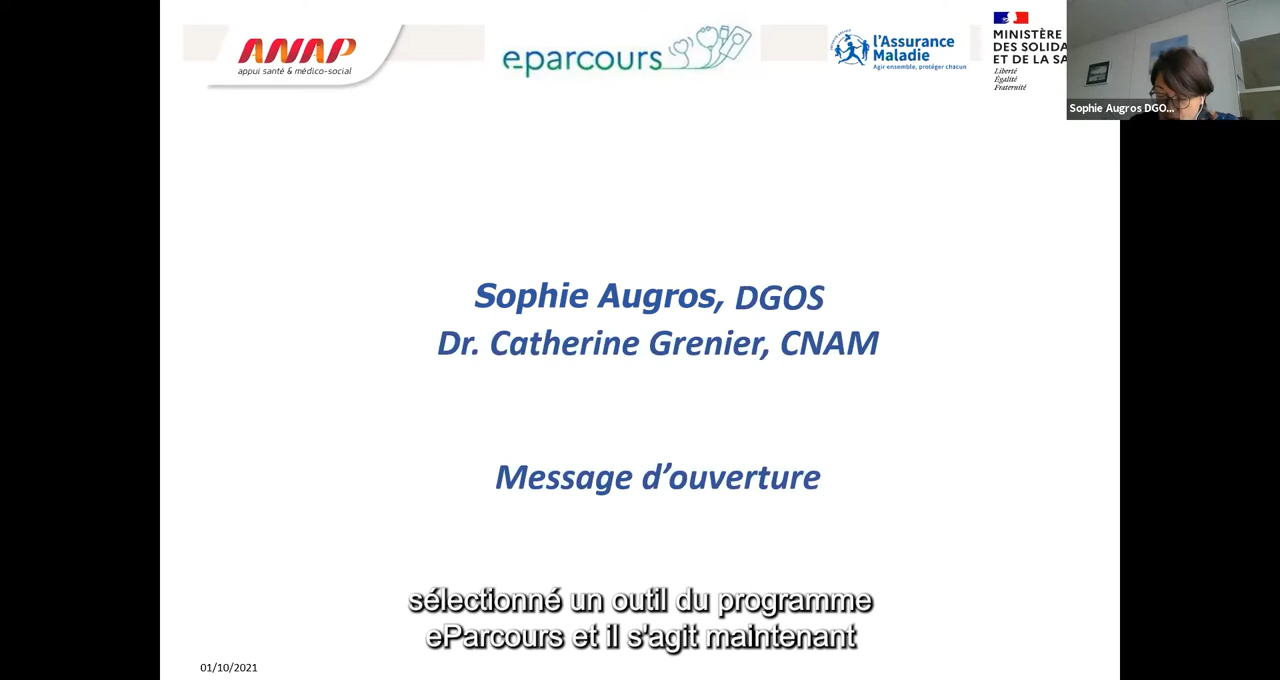 ANAP
appui santé & médico-social
eparcours
l'Assurance
Maladie
Agir ensemble, protéger chacun
MINISTÈRE
DES SOLIDA
ET DE LA SA
Liberté
Égalité
Fraternité
Sophie Augros DGO...
Sophie Augros, DGOS
Dr. Catherine Grenier, CNAM
Message d’ouverture
sélectionné un outil du programme
eParcours et il s'agit maintenant
01/10/2021